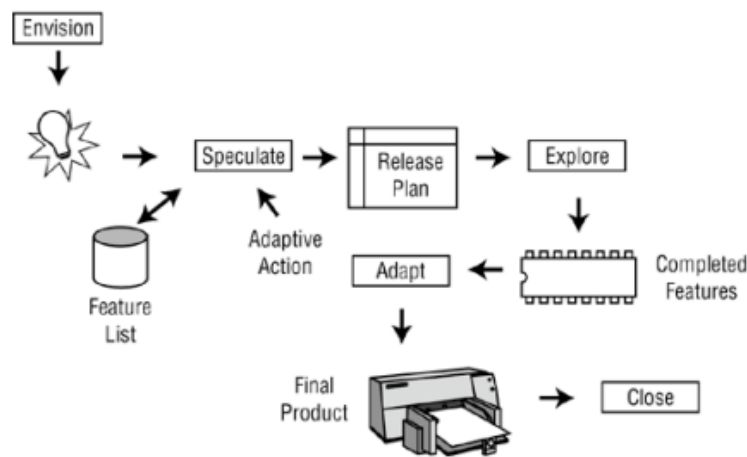 Envision
Speculate
Release
Plan
Explore
Adaptive
Action
Feature
List
Adapt
Completed
Features
Final
Product
Close